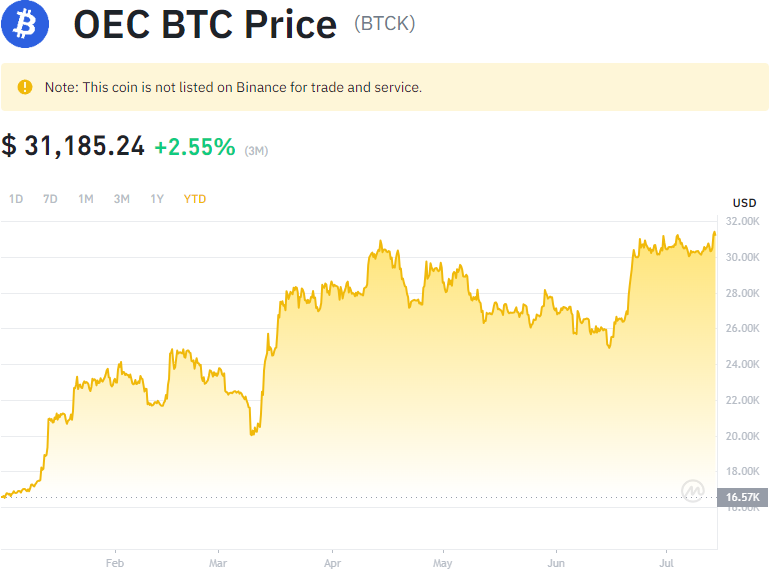 OEC BTC Price (BTCK)
Note: This coin is not listed on Binance for trade and service.
$ 31,185.24 +2.55% (3M)
1D 7D 1M 3M 1Y YTD
USD
32.00K
30.00K
28.00K
26.00K
24.00K
22.00K
20.00K
18.00K
16.57K
16.00K
Feb Mar Apr May Jun Jul